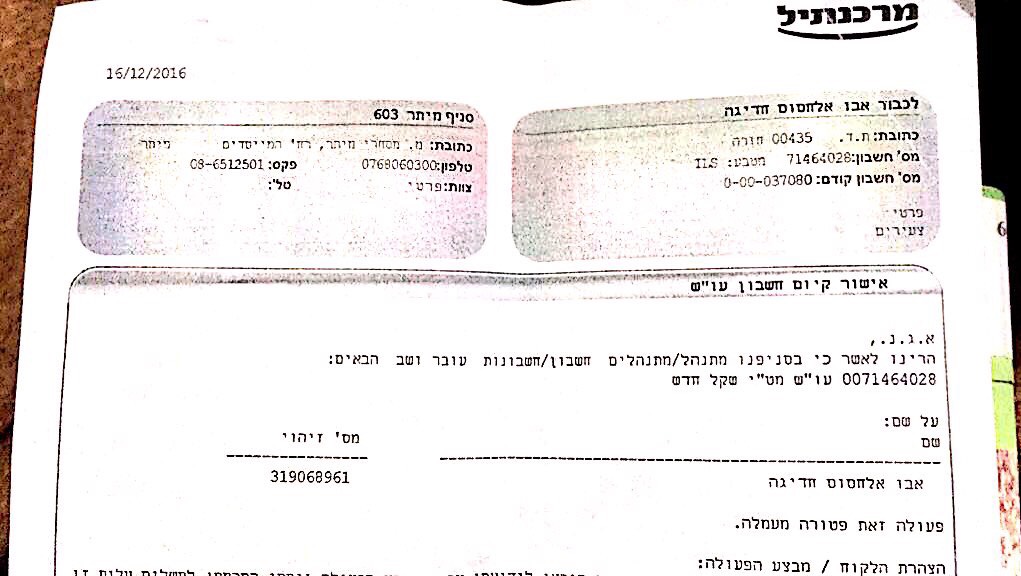 מרכנתיל
16/12/2016
לכבוד אבו אלחסום חדיגה
כתובת: ת.ד. 00435 חורה
מס' חשבון: 71464028 מטבע: ILS
מס' חשבון קודם: 0-00-037080
פרטי
צעירים
סניף מיתר 603
כתובת: מ. מסחרי מיתר, רח' המייסדים מיתר
טלפון: 0768060300 פקס: 08-6512501
צוות: פרטי טל':
אישור קיום חשבון עו"ש
א.ג.נ.,
הרינו לאשר כי בסניפנו מתנהל/מתנהלים חשבון/חשבונות עובר ושב הבאים:
0071464028 עו"ש מט"י שקל חדש
על שם:
שם מס' זיהוי
אבו אלחסום חדיגה 319068961
פעולה זאת פטורה מעמלה.
הצהרת הלקוח / מבצע הפעולה: